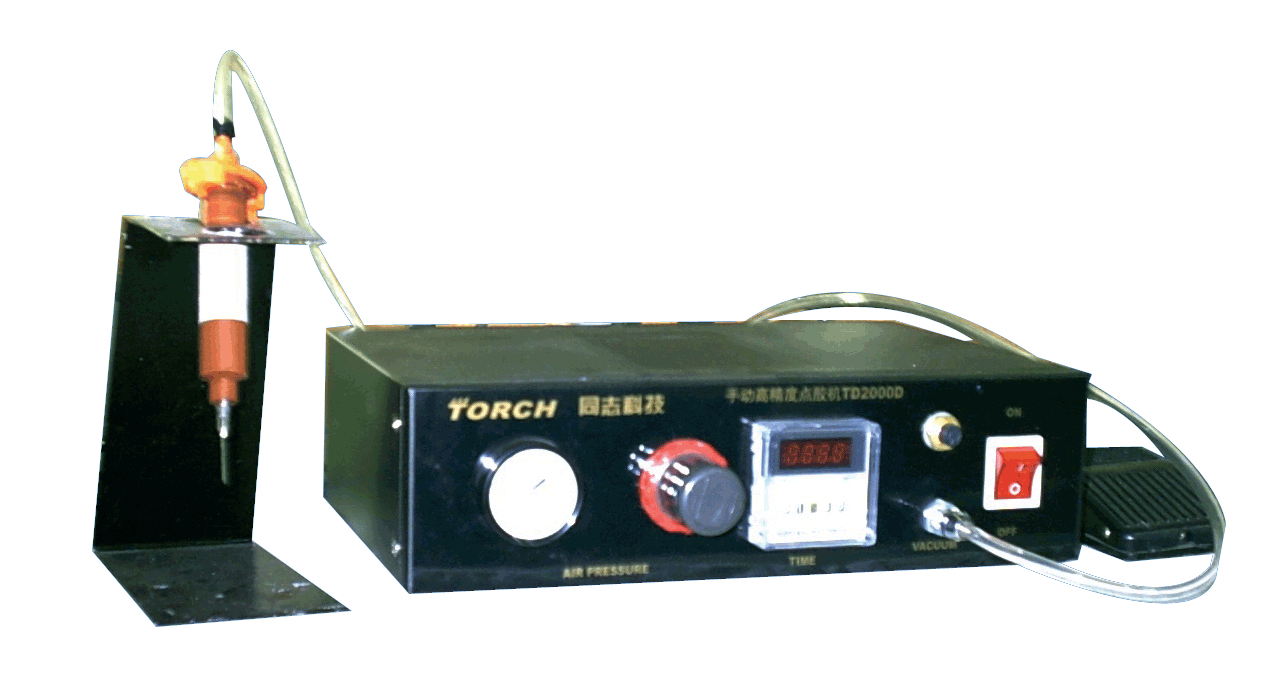 TORCH 同志科技
手动高精度点胶机TD2000D
ON
OFF
AIR PRESSURE
TIME
VACUUM